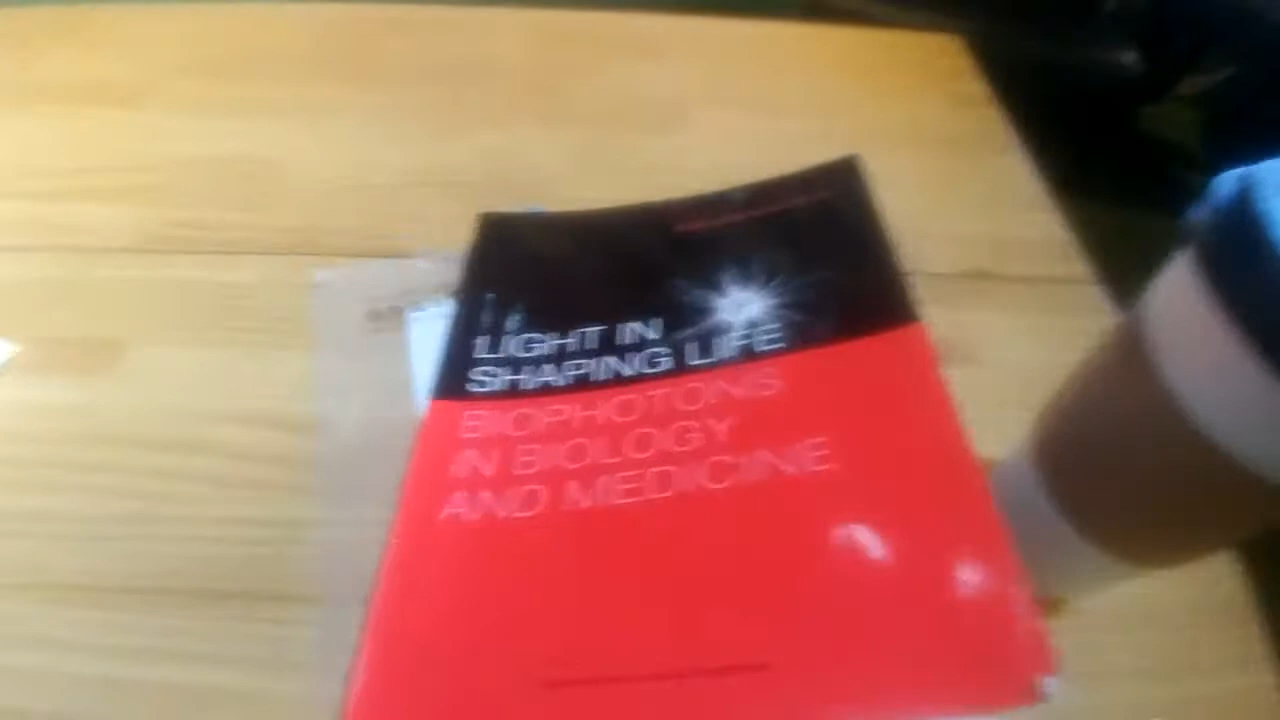 LIGHT IN
SHAPING LIFE
BIOPHOTONS
IN BIOLOGY
AND MEDICINE